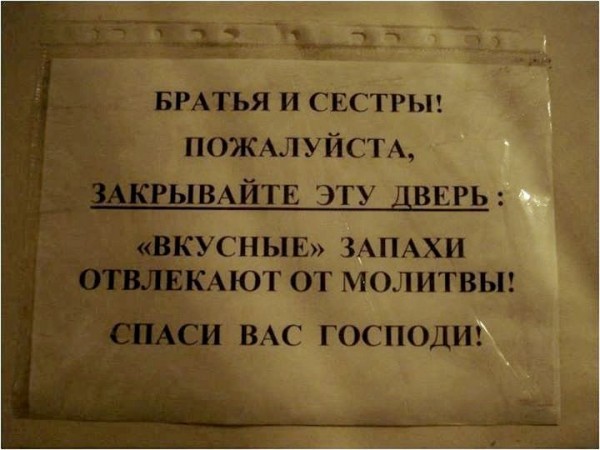 БРАТЬЯ И СЕСТРЫ!
ПОЖАЛУЙСТА,
ЗАКРЫВАЙТЕ ЭТУ ДВЕРЬ :
«ВКУСНЫЕ» ЗАПАХИ
ОТВЛЕКАЮТ ОТ МОЛИТВЫ!
СПАСИ ВАС ГОСПОДИ!